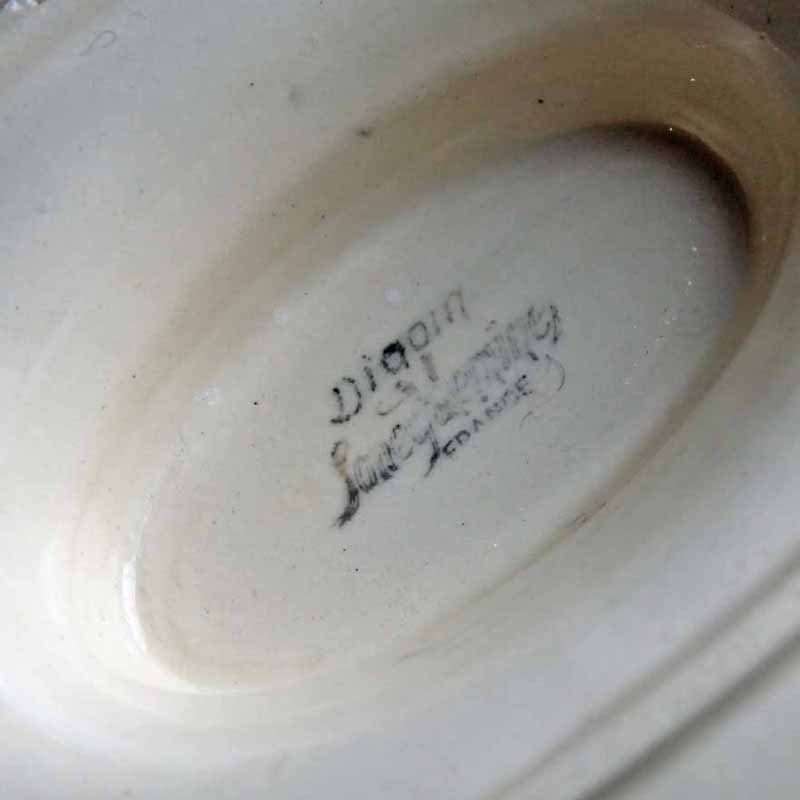 Digoin
&
Sarreguemines
FRANCE